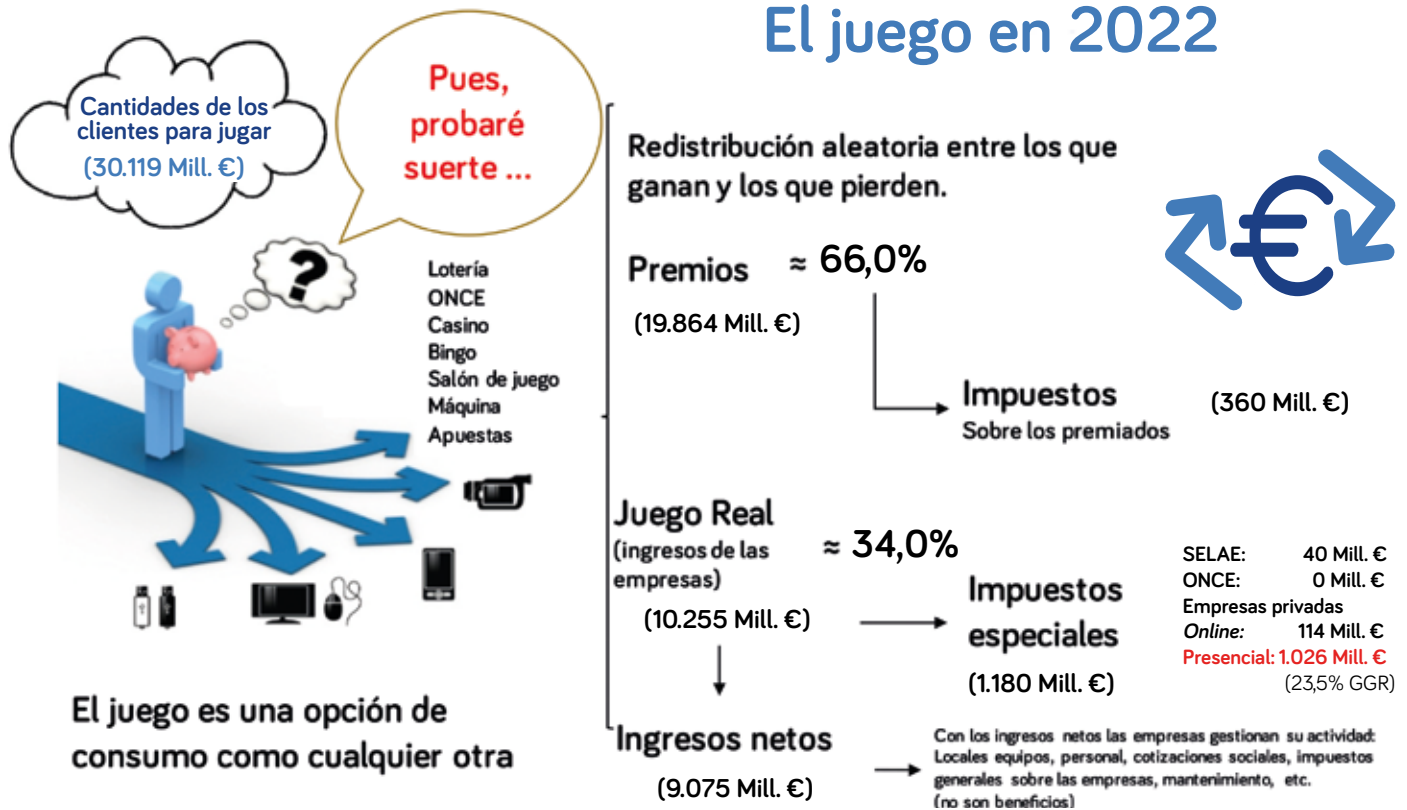 El juego en 2022
Cantidades de los
clientes para jugar
(30.119 Mill. €)
Pues,
probaré
suerte ...
?
Lotería
ONCE
Casino
Bingo
Salón de juego
Máquina
Apuestas
El juego es una opción de
consumo como cualquier otra
Redistribución aleatoria entre los que
ganan y los que pierden.
Premios ≈ 66,0%
(19.864 Mill. €)
Impuestos (360 Mill. €)
Sobre los premiados
Juego Real
(ingresos de las ≈ 34,0%
empresas)
(10.255 Mill. €)
Impuestos
especiales
(1.180 Mill. €)
SELAE: 40 Mill. €
ONCE: 0 Mill. €
Empresas privadas
Online: 114 Mill. €
Presencial: 1.026 Mill. €
(23,5% GGR)
Ingresos netos
(9.075 Mill. €)
Con los ingresos netos las empresas gestionan su actividad:
Locales equipos, personal, cotizaciones sociales, impuestos
generales sobre las empresas, mantenimiento, etc.
(no son beneficios)
€